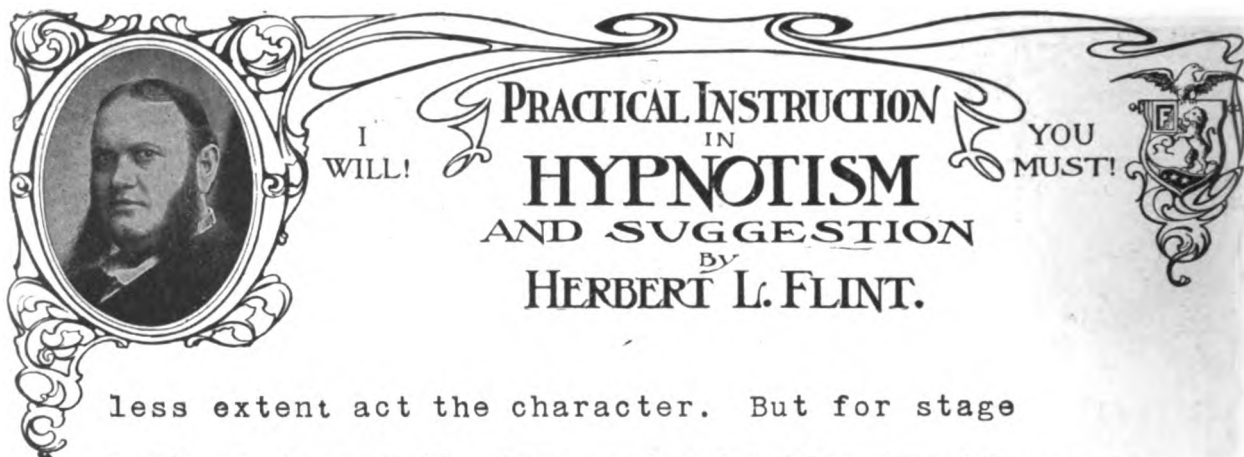 PRACTICAL INSTRUCTION
IN
HYPNOTISM
AND SUGGESTION
BY
HERBERT L. FLINT.
I
WILL!
YOU
MUST!
F
less extent act the character. But for stage